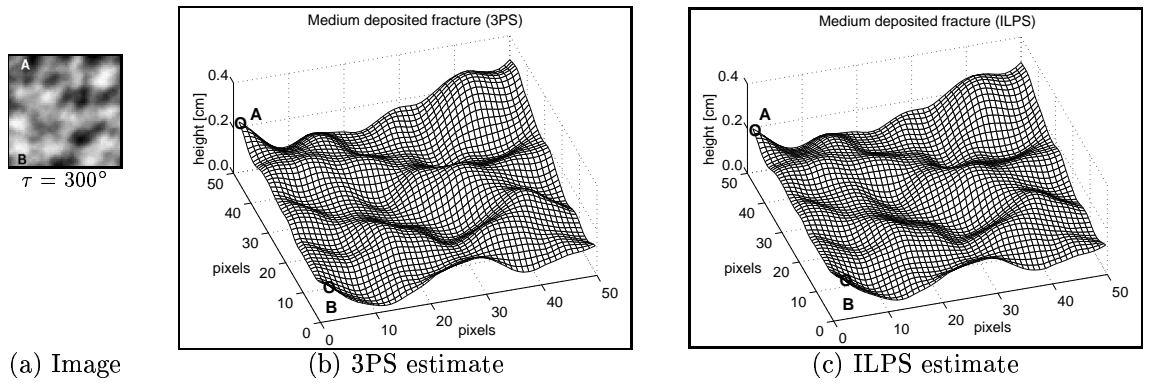 A
B
τ = 300°
(a) Image
Medium deposited fracture (3PS)
0.4
0.2
0.0
height [cm]
A
B
50
40
30
20
10
0
pixels
0
10
20
30
40
50
pixels
(b) 3PS estimate
Medium deposited fracture (ILPS)
0.4
0.2
0.0
height [cm]
A
B
50
40
30
20
10
0
pixels
0
10
20
30
40
50
pixels
(c) ILPS estimate